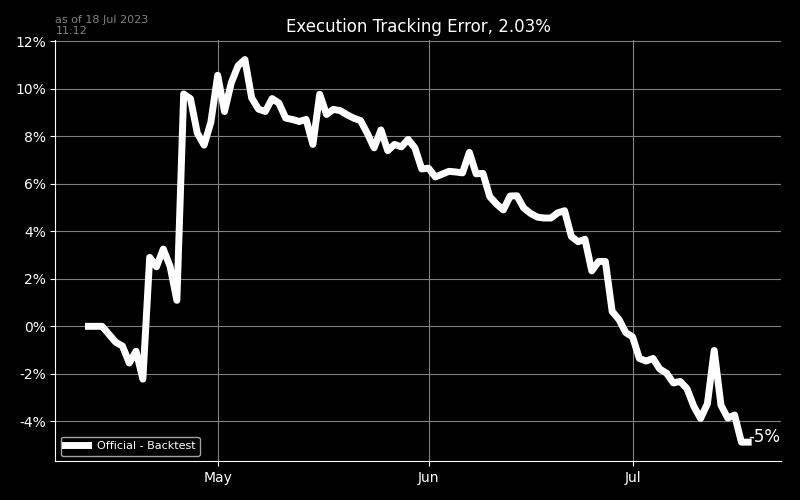 as of 18 Jul 2023
11:12
Execution Tracking Error, 2.03%
12%
10%
8%
6%
4%
2%
0%
-2%
-4%
-5%
Official - Backtest
May Jun Jul